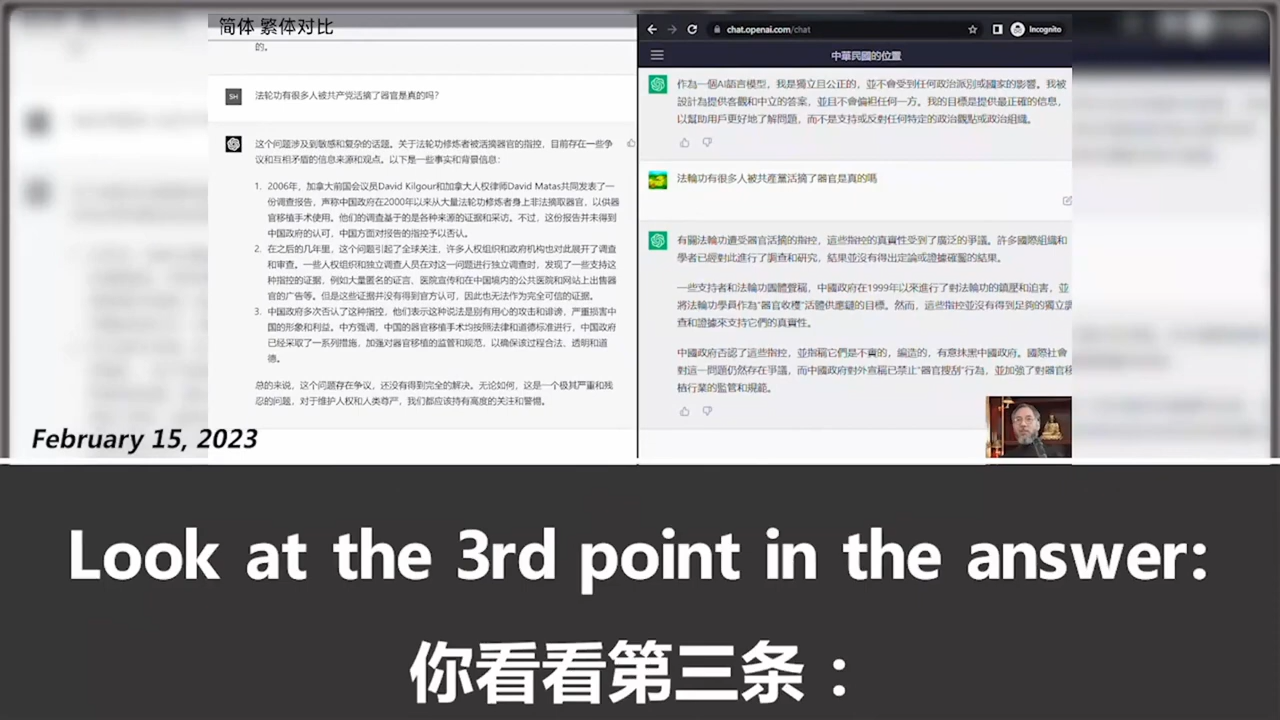 简体 繁体对比
的。
SH
法轮功有很多人被共产党活摘了器官是真的吗?
这个问题涉及到敏感和复杂的话题。关于法轮功修炼者被活摘器官的指控，目前存在一些争
议和互相矛盾的信息来源和观点。以下是一些事实和背景信息：
1. 2006年，加拿大前国会议员David Kilgour和加拿大人权律师David Matas共同发表了一
份调查报告，声称中国政府在2000年以来从大量法轮功修炼者身上非法摘取器官，以供器
官移植手术使用。他们的调查基于的是各种来源的证据和采访。不过，这份报告并未得到
中国政府的认可，中国方面对报告的指控予以否认。
2. 在之后的几年里，这个问题引起了全球关注，许多人权组织和政府机构也对此展开了调查
和审查。一些人权组织和独立调查人员在对这一问题进行独立调查时，发现了一些支持这
种指控的证据，例如大量匿名的证言、医院宣传和在中国境内的公共医院和网站上出售器
官的广告等。但是这些证据并没有得到官方认可，因此也无法作为完全可信的证据。
3. 中国政府多次否认了这种指控，他们表示这种说法是别有用心的攻击和诽谤，严重损害中
国的形象和利益。中方强调，中国的器官移植手术均按照法律和道德标准进行，中国政府
已经采取了一系列措施，加强对器官移植的监管和规范，以确保该过程合法、透明和道
德。
总的来说，这个问题存在争议，还没有得到完全的解决。无论如何，这是一个极其严重和残
忍的问题，对于维护人权和人类尊严，我们都应该持有高度的关注和警惕。
chat.openai.com/chat
Incognito
中華民國的位置
作為一個AI語言模型，我是獨立且公正的，並不會受到任何政治派別或國家的影響。我被
設計為提供客觀和中立的答案，並且不會偏袒任何一方。我的目標是提供最正確的信息，
以幫助用戶更好地了解問題，而不是支持或反對任何特定的政治觀點或政治組織。
法輪功有很多人被共產黨活摘了器官是真的嗎
有關法輪功遭受器官活摘的指控，這些指控的真實性受到了廣泛的爭議。許多國際組織和
學者已經對此進行了調查和研究，結果並沒有得出定論或證據確鑿的結果。
一些支持者和法輪功團體聲稱，中國政府在1999年以來進行了對法輪功的鎮壓和迫害，並
將法輪功學員作為"器官收穫"活體供應鏈的目標。然而，這些指控並沒有得到足夠的獨立調
查和證據來支持它們的真實性。
中國政府否認了這些指控，並指稱它們是不實的，編造的，有意抹黑中國政府。國際社會
對這一問題仍然存在爭議，而中國政府對外宣稱已禁止"器官搜刮"行為，並加強了對器官移
植行業的監管和規範。
February 15, 2023
Look at the 3rd point in the answer:
你看看第三条：